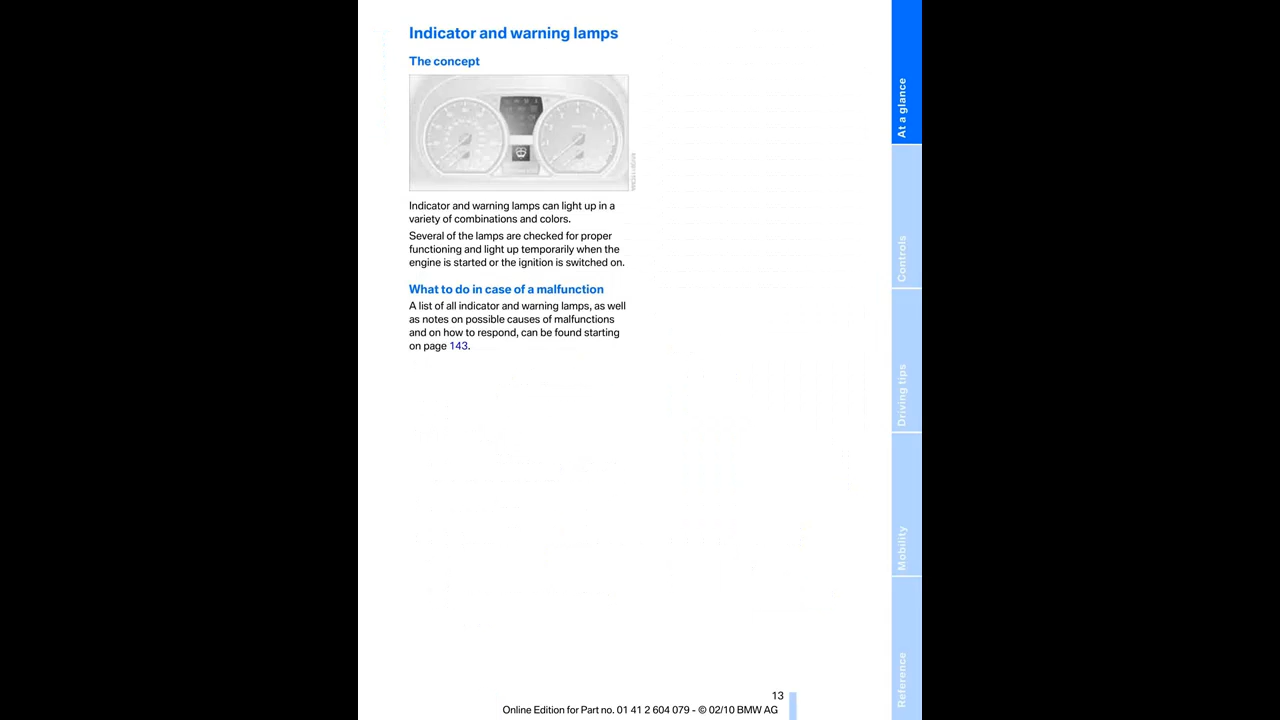 Indicator and warning lamps
The concept
Indicator and warning lamps can light up in a
variety of combinations and colors.
Several of the lamps are checked for proper
functioning and light up temporarily when the
engine is started or the ignition is switched on.
What to do in case of a malfunction
A list of all indicator and warning lamps, as well
as notes on possible causes of malfunctions
and on how to respond, can be found starting
on page 143.
At a glance
Controls
Driving tips
Mobility
Reference
13
Online Edition for Part no. 01 41 2 604 079 - © 02/10 BMW AG